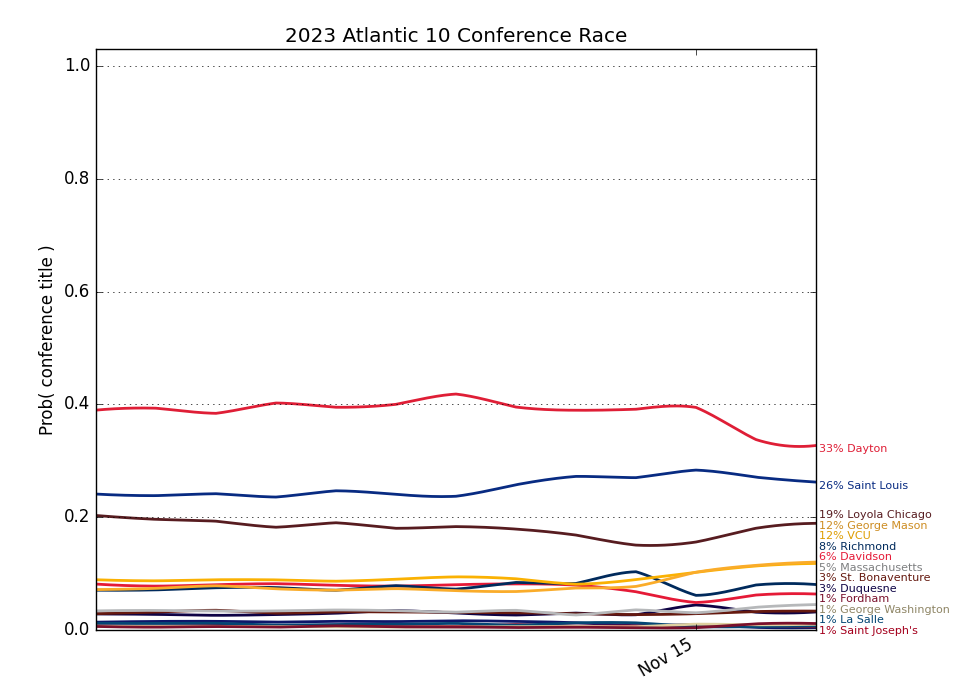 2023 Atlantic 10 Conference Race
Prob( conference title )
1.0
0.8
0.6
0.4
0.2
0.0
Nov 15
33% Dayton
26% Saint Louis
19% Loyola Chicago
12% George Mason
12% VCU
8% Richmond
6% Davidson
5% Massachusetts
3% St. Bonaventure
3% Duquesne
1% Fordham
1% George Washington
1% La Salle
1% Saint Joseph's